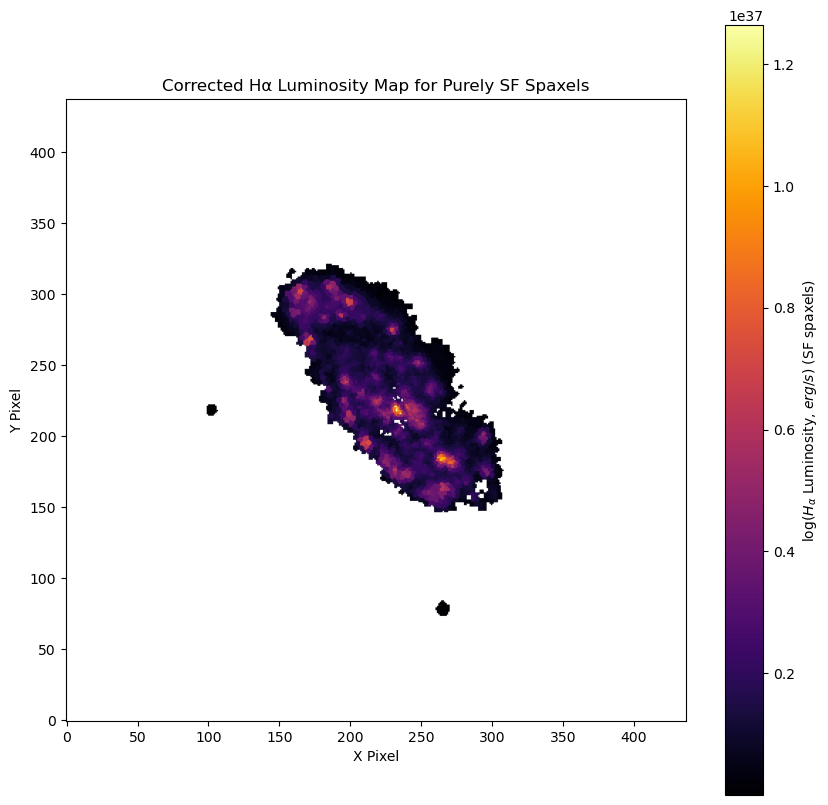 1e37
Corrected Hα Luminosity Map for Purely SF Spaxels
400
350
300
250
200
150
100
50
0
Y Pixel
0 50 100 150 200 250 300 350 400
X Pixel
1.2
1.0
0.8
0.6
0.4
0.2
log(Hα Luminosity, erg/s) (SF spaxels)